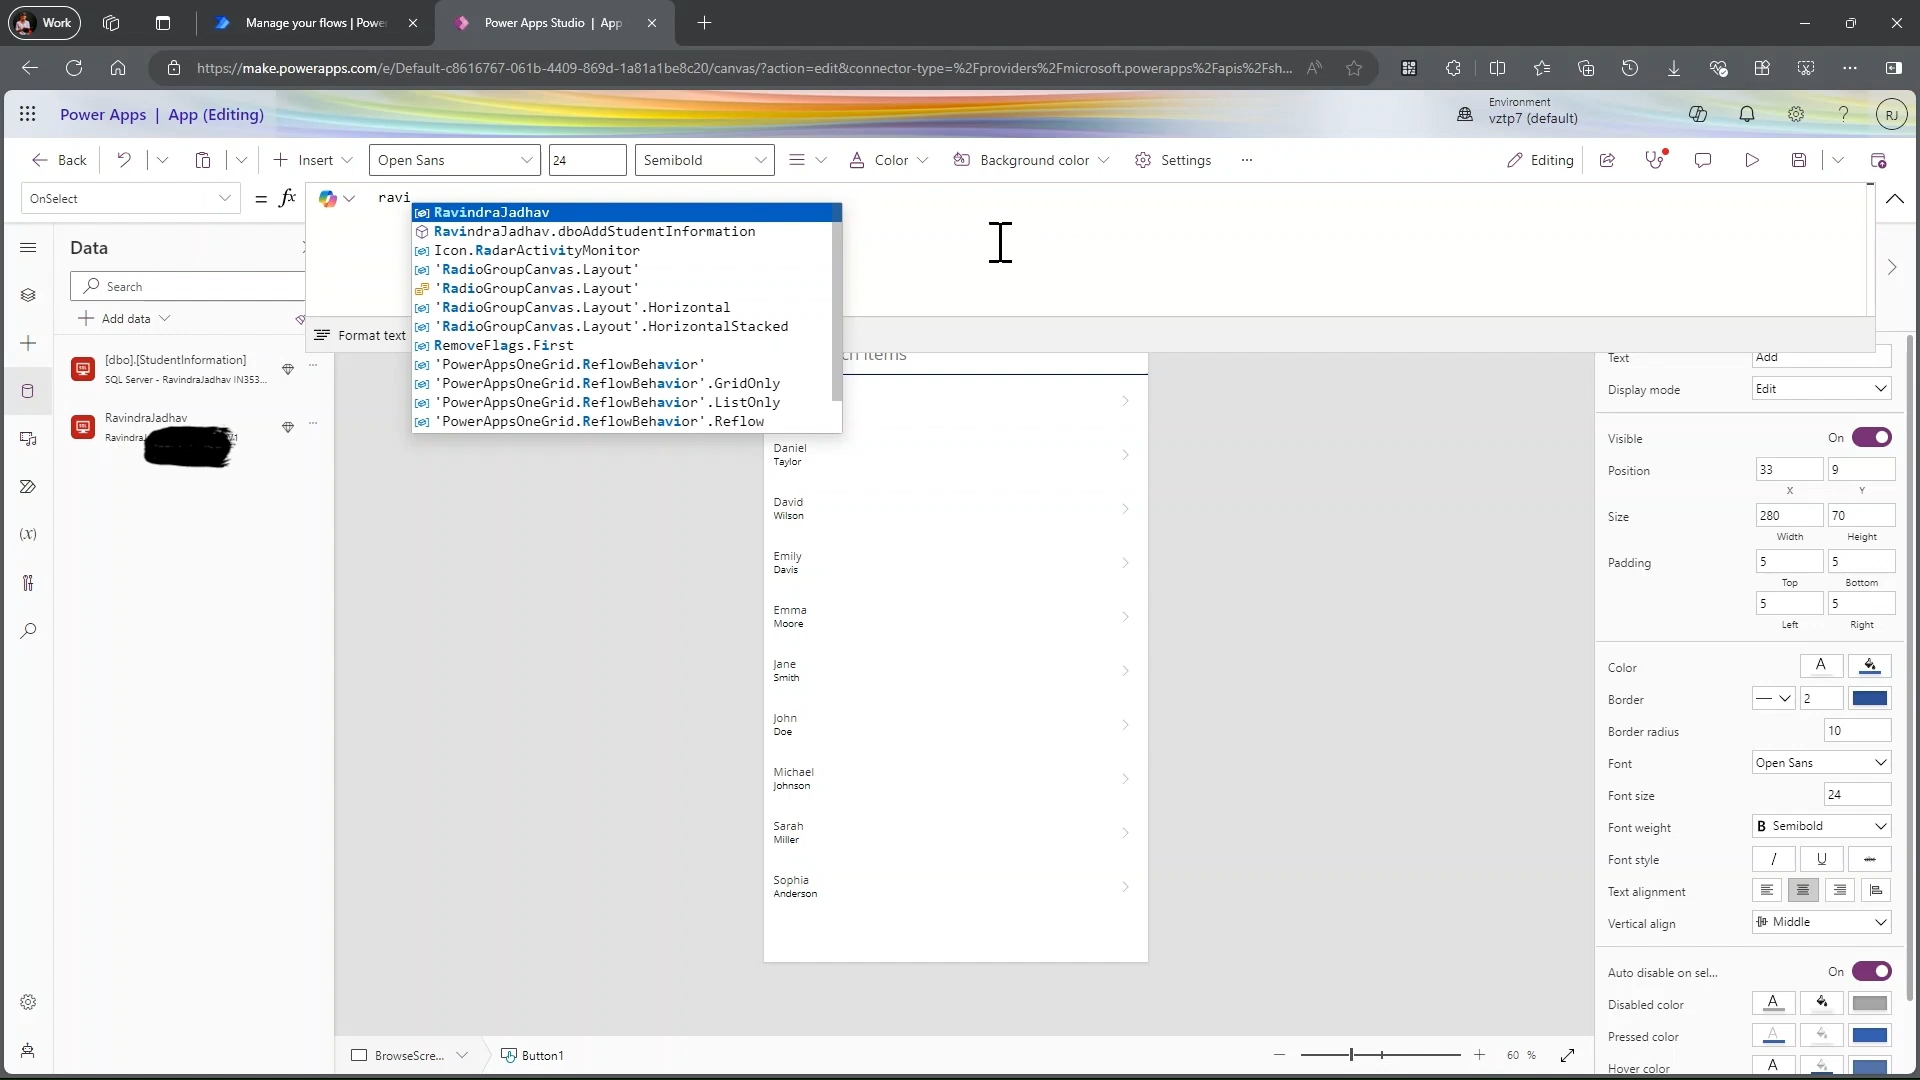 Work
Manage your flows | Powe
Power Apps Studio | App
https://make.powerapps.com/e/Default-c8616767-061b-4409-869d-1a81a1be8c20/canvas/?action=edit&connector-type=%2Fproviders%2Fmicrosoft.powerapps%2Fapis%2Fsh...
Power Apps | App (Editing)
Environment
vztp7 (default)
RJ
Back
Insert
Open Sans
24
Semibold
Color
Background color
Settings
Editing
OnSelect
= fx
ravi
RavindraJadhav
RavindraJadhav.dboAddStudentInformation
Icon.RadarActivityMonitor
'RadioGroupCanvas.Layout'
'RadioGroupCanvas.Layout'
'RadioGroupCanvas.Layout'.Horizontal
'RadioGroupCanvas.Layout'.HorizontalStacked
RemoveFlags.First
'PowerAppsOneGrid.ReflowBehavior'
'PowerAppsOneGrid.ReflowBehavior'.GridOnly
'PowerAppsOneGrid.ReflowBehavior'.ListOnly
'PowerAppsOneGrid.ReflowBehavior'.Reflow
Data
Search
Add data
Format text
[dbo].[StudentInformation]
SQL Server - RavindraJadhav IN353...
RavindraJadhav
items
Daniel
Taylor
David
Wilson
Emily
Davis
Emma
Moore
Jane
Smith
John
Doe
Michael
Johnson
Sarah
Miller
Sophia
Anderson
Text
Add
Display mode
Edit
Visible
On
Position
33
9
X
Y
Size
280
70
Width
Height
Padding
5
5
Top
Bottom
5
5
Left
Right
Color
Border
2
Border radius
10
Font
Open Sans
Font size
24
Font weight
B Semibold
Font style
Text alignment
Vertical align
Middle
Auto disable on sel...
On
Disabled color
Pressed color
Hover color
BrowseScre...
Button1
60 %